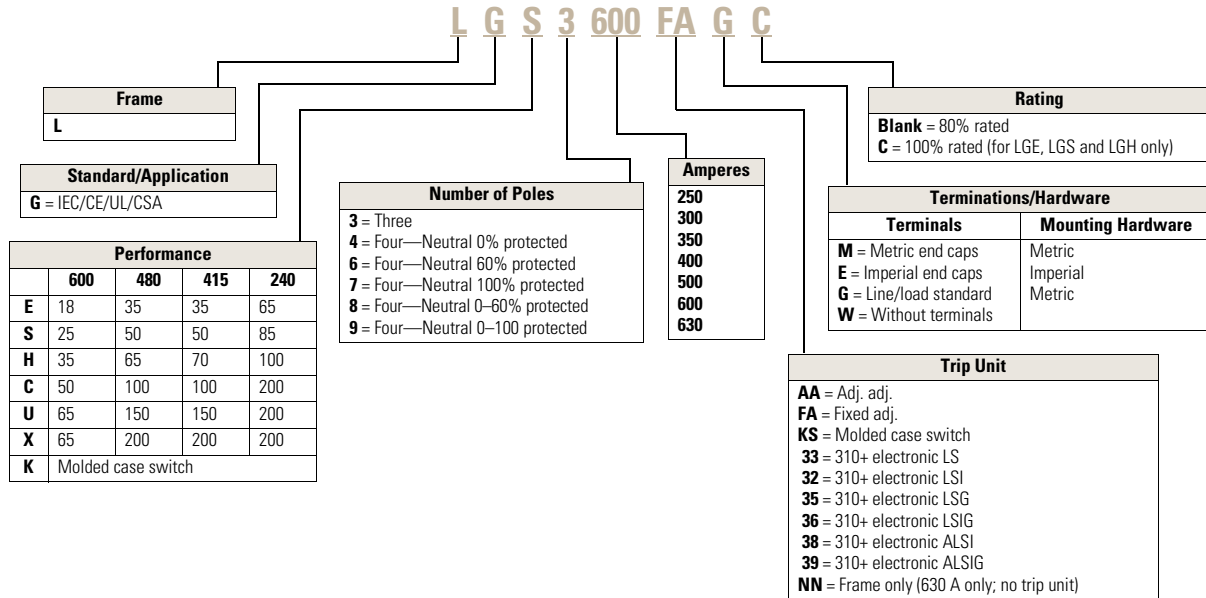 L G S 3 600 FA G C
Frame
L
Standard/Application
G = IEC/CE/UL/CSA
Performance
600 480 415 240
E 18 35 35 65
S 25 50 50 85
H 35 65 70 100
C 50 100 100 200
U 65 150 150 200
X 65 200 200 200
K Molded case switch
Number of Poles
3 = Three
4 = Four—Neutral 0% protected
6 = Four—Neutral 60% protected
7 = Four—Neutral 100% protected
8 = Four—Neutral 0–60% protected
9 = Four—Neutral 0–100 protected
Amperes
250
300
350
400
500
600
630
Rating
Blank = 80% rated
C = 100% rated (for LGE, LGS and LGH only)
Terminations/Hardware
Terminals Mounting Hardware
M = Metric end caps Metric
E = Imperial end caps Imperial
G = Line/load standard Metric
W = Without terminals
Trip Unit
AA = Adj. adj.
FA = Fixed adj.
KS = Molded case switch
33 = 310+ electronic LS
32 = 310+ electronic LSI
35 = 310+ electronic LSG
36 = 310+ electronic LSIG
38 = 310+ electronic ALSI
39 = 310+ electronic ALSIG
NN = Frame only (630 A only; no trip unit)